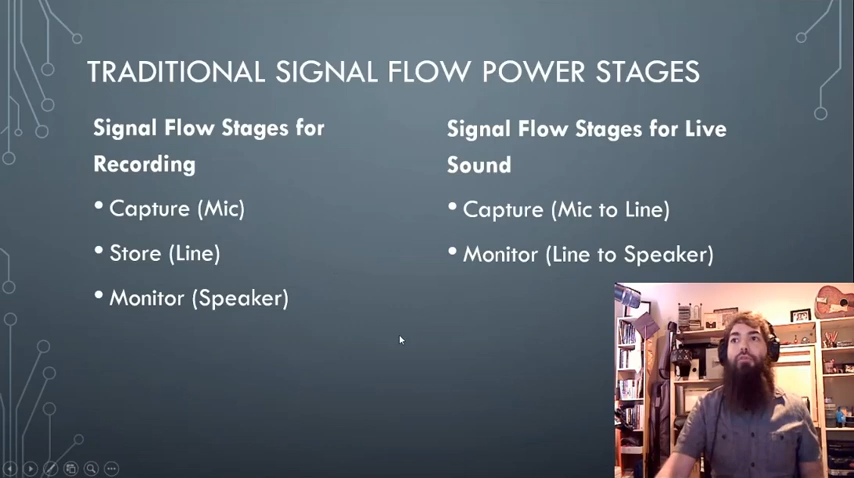 TRADITIONAL SIGNAL FLOW POWER STAGES
Signal Flow Stages for
Recording
• Capture (Mic)
• Store (Line)
• Monitor (Speaker)
Signal Flow Stages for Live
Sound
• Capture (Mic to Line)
• Monitor (Line to Speaker)